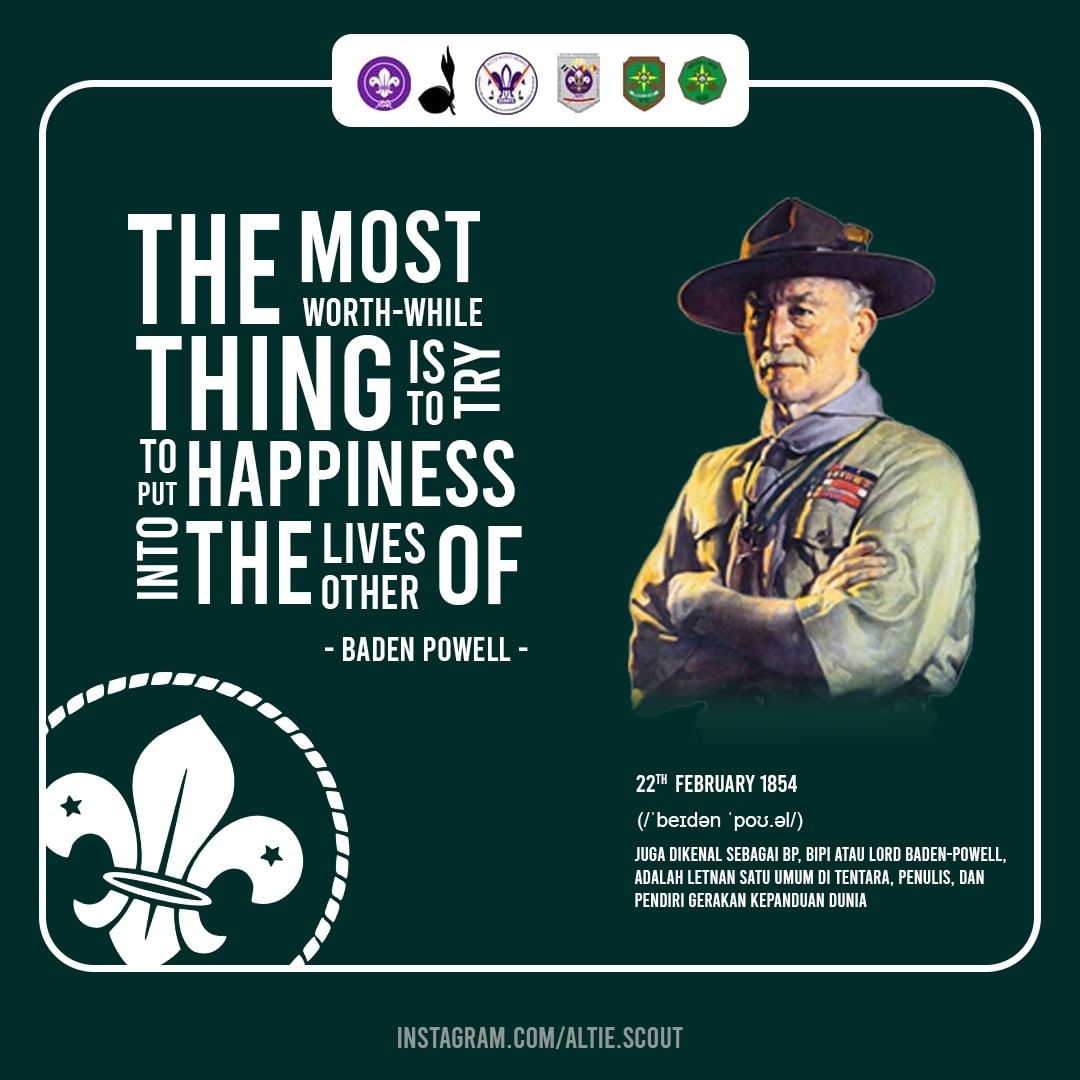 THE MOST
WORTH-WHILE
THING IS TO TRY
TO PUT HAPPINESS
INTO THE LIVES OF
OTHER
- BADEN POWELL -
22TH FEBRUARY 1854
(/ˈbeɪdən ˈpoʊ.əl/)
JUGA DIKENAL SEBAGAI BP, BIPI ATAU LORD BADEN-POWELL,
ADALAH LETNAN SATU UMUM DI TENTARA, PENULIS, DAN
PENDIRI GERAKAN KEPANDUAN DUNIA
INSTAGRAM.COM/ALTIE.SCOUT